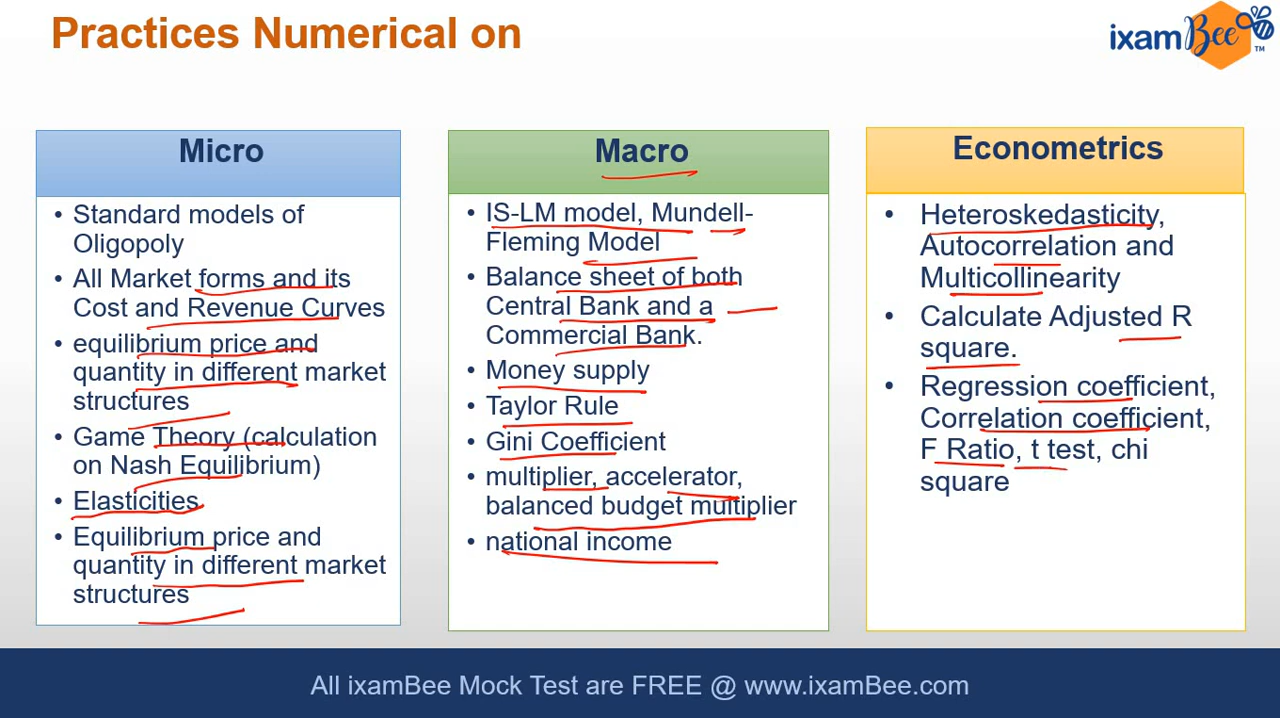 Practices Numerical on
ixamBee
TM
Micro
• Standard models of
Oligopoly
• All Market forms and its
Cost and Revenue Curves
• equilibrium price and
quantity in different market
structures
• Game Theory (calculation
on Nash Equilibrium)
• Elasticities
• Equilibrium price and
quantity in different market
structures
Macro
• IS-LM model, Mundell-
Fleming Model
• Balance sheet of both
Central Bank and a
Commercial Bank.
• Money supply
• Taylor Rule
• Gini Coefficient
• multiplier, accelerator,
balanced budget multiplier
• national income
Econometrics
• Heteroskedasticity,
Autocorrelation and
Multicollinearity
• Calculate Adjusted R
square.
• Regression coefficient,
Correlation coefficient,
F Ratio, t test, chi
square
All ixamBee Mock Test are FREE @ www.ixamBee.com